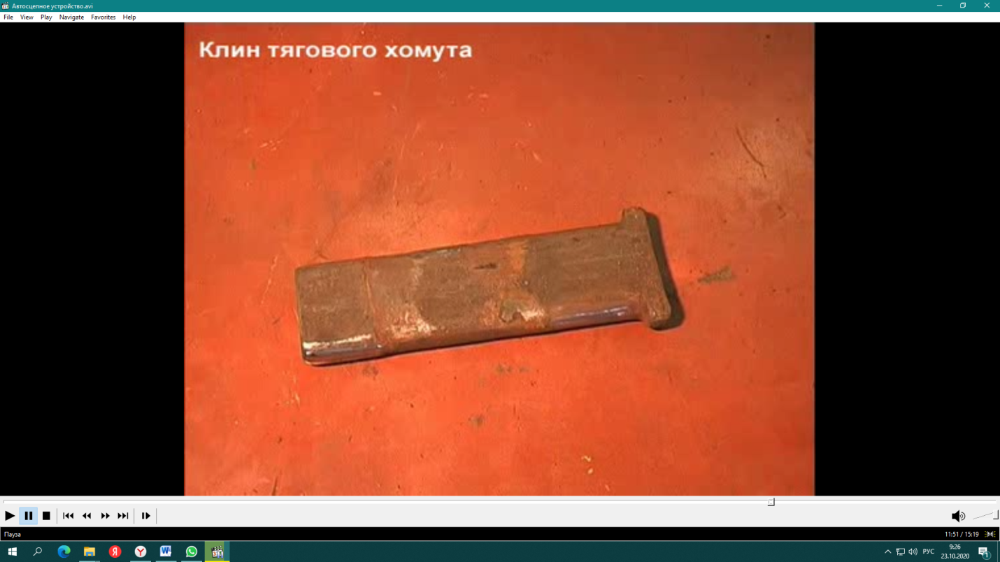 Автосцепное устройство.avi
File View Play Navigate Favorites Help
Клин тягового хомута
Пауза
11:51 / 15:19
РУС
9:26
23.10.2020